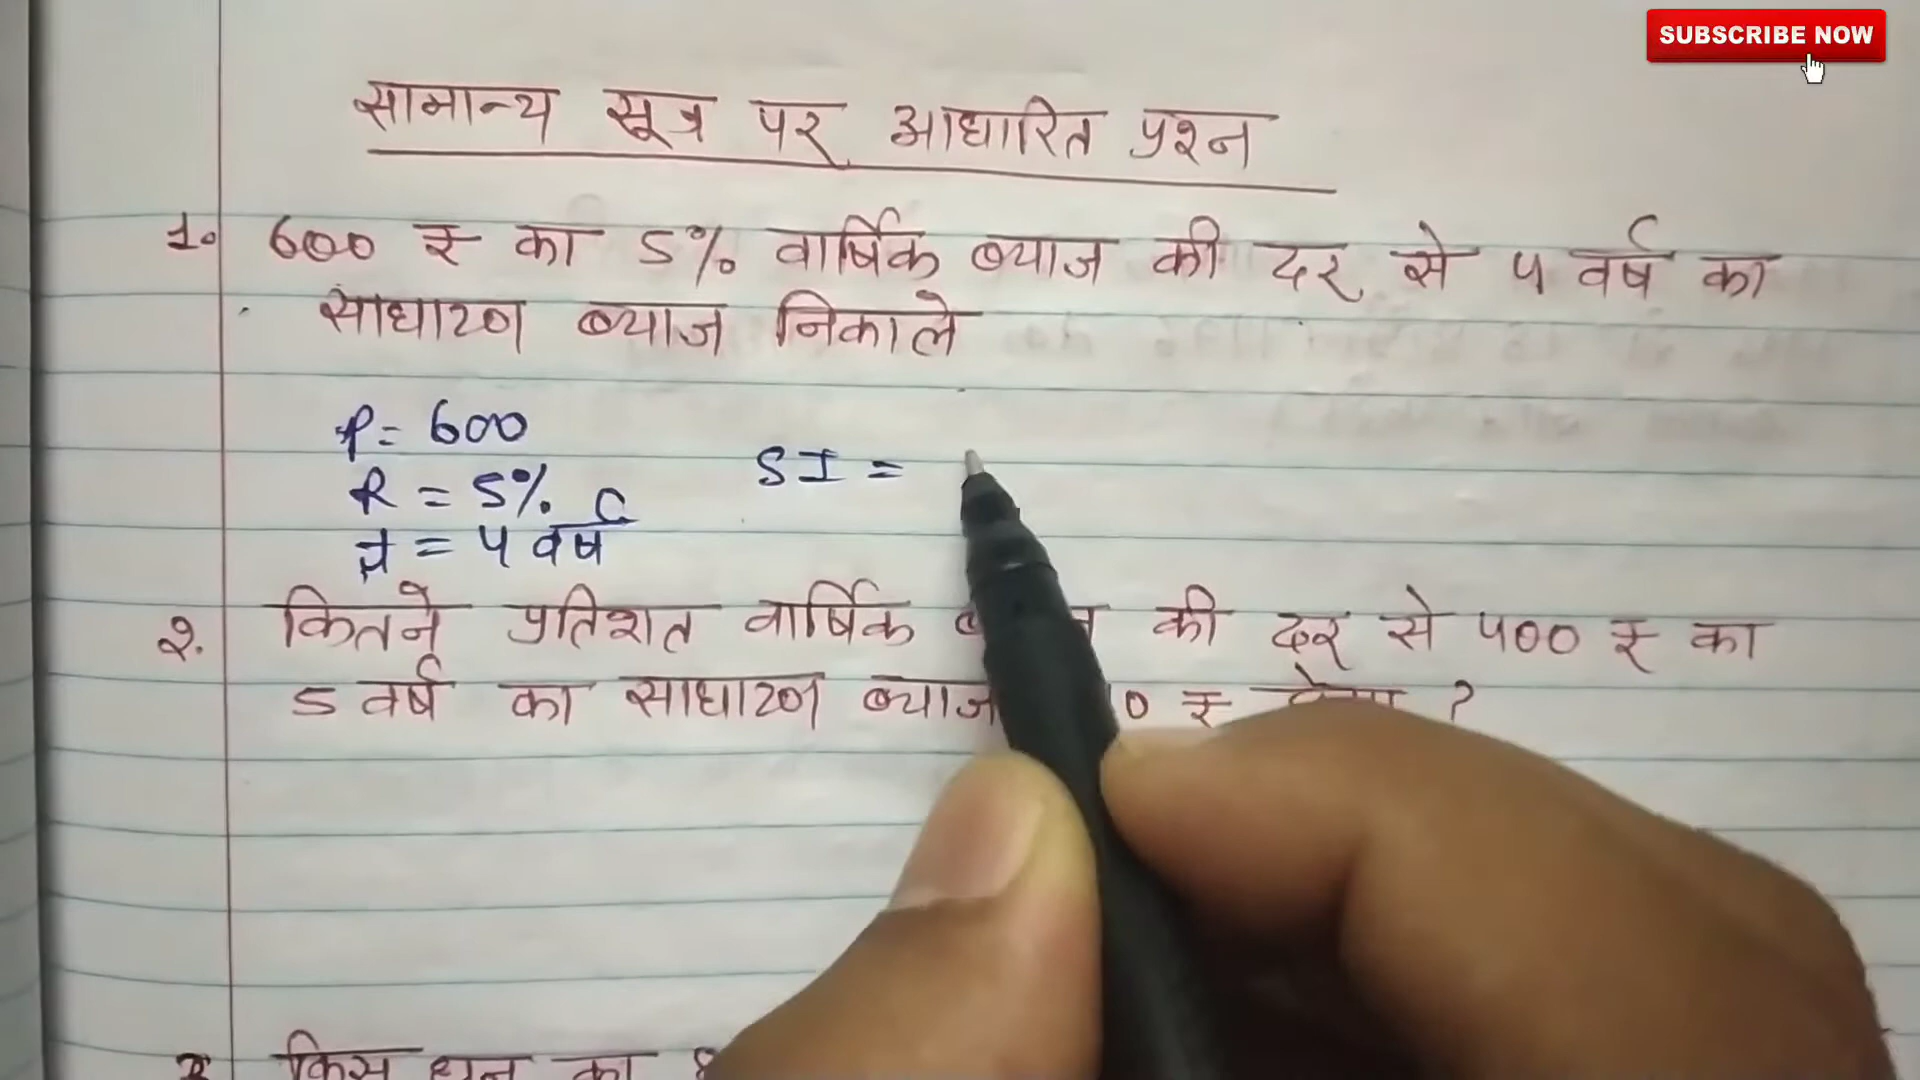 SUBSCRIBE NOW
सामान्य सूत्र पर आधारित प्रश्न
1. 600 ₹ का 5% वार्षिक ब्याज की दर से 4 वर्ष का
साधारण ब्याज निकाले
P = 600
R = 5%
T = 4 वर्ष
SI =
2. कितने प्रतिशत वार्षिक की दर से 400 ₹ का
5 वर्ष का साधारण ब्याज ₹ होगा ?
किस धन का